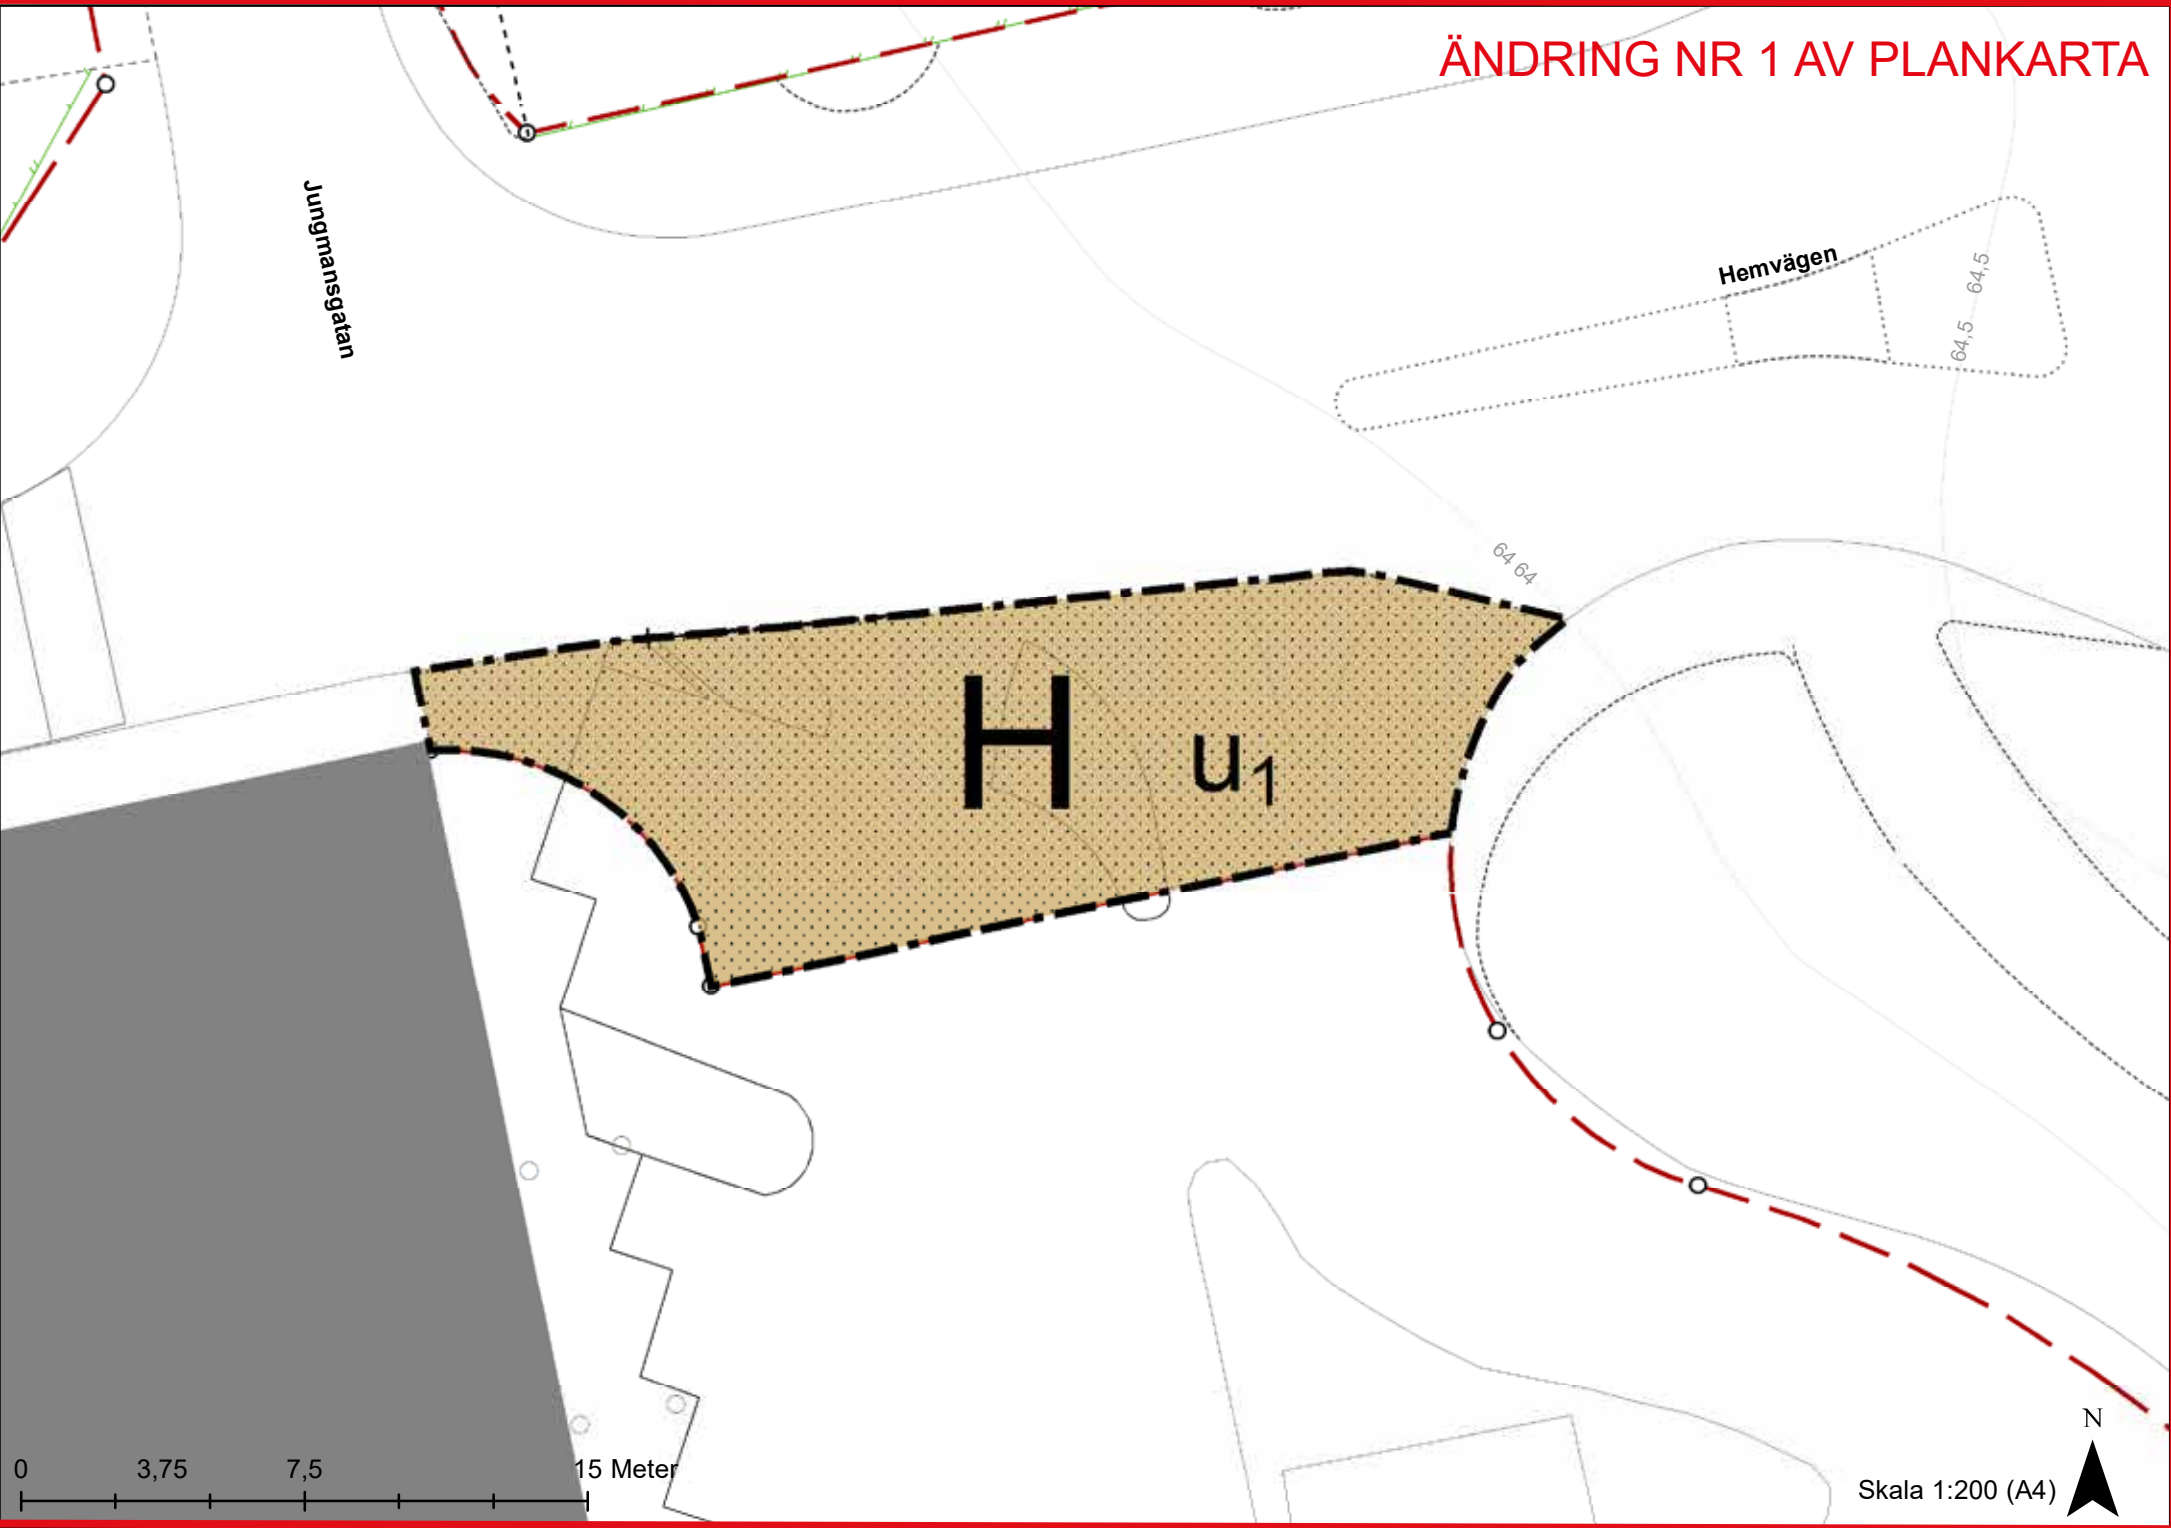 ÄNDRING NR 1 AV PLANKARTA
Jungmansgatan
Hemvägen
64,5
64,5
64 64
H u1
N
0 3,75 7,5 15 Meter
Skala 1:200 (A4)